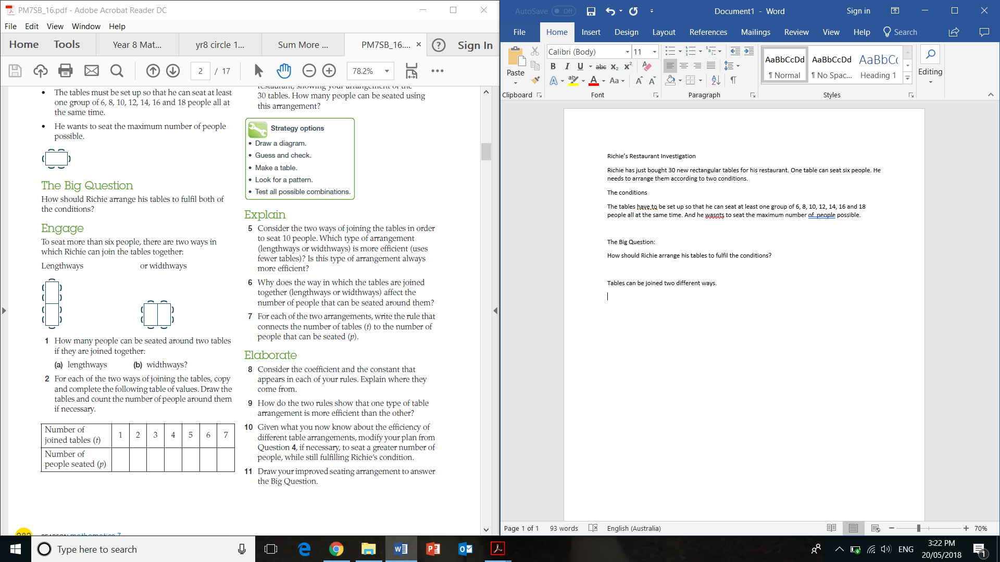 PM7SB_16.pdf - Adobe Acrobat Reader DC
File Edit View Window Help
Home Tools Year 8 Mat... yr8 circle 1... Sum More ... PM7SB_16.... × ? Sign In
2 / 17 78.2%
restaurant, showing your arrangement of the
30 tables. How many people can be seated using
this arrangement?
• The tables must be set up so that he can seat at least
one group of 6, 8, 10, 12, 14, 16 and 18 people all at
the same time.
• He wants to seat the maximum number of people
possible.
The Big Question
How should Richie arrange his tables to fulfil both of
the conditions?
Engage
To seat more than six people, there are two ways in
which Richie can join the tables together:
Lengthways or widthways
1 How many people can be seated around two tables
if they are joined together:
(a) lengthways (b) widthways?
2 For each of the two ways of joining the tables, copy
and complete the following table of values. Draw the
tables and count the number of people around them
if necessary.
Number of
joined tables (t) 1 2 3 4 5 6 7
Number of
people seated (p)
PEARSON mathematics 7
Strategy options
• Draw a diagram.
• Guess and check.
• Make a table.
• Look for a pattern.
• Test all possible combinations.
Explain
5 Consider the two ways of joining the tables in order
to seat 10 people. Which type of arrangement
(lengthways or widthways) is more efficient (uses
fewer tables)? Is this type of arrangement always
more efficient?
6 Why does the way in which the tables are joined
together (lengthways or widthways) affect the
number of people that can be seated around them?
7 For each of the two arrangements, write the rule that
connects the number of tables (t) to the number of
people that can be seated (p).
Elaborate
8 Consider the coefficient and the constant that
appears in each of your rules. Explain where they
come from.
9 How do the two rules show that one type of table
arrangement is more efficient than the other?
10 Given what you now know about the efficiency of
different table arrangements, modify your plan from
Question 4, if necessary, to seat a greater number of
people, while still fulfilling Richie's condition.
11 Draw your improved seating arrangement to answer
the Big Question.
AutoSave Off Document1 - Word Sign in
File Home Insert Design Layout References Mailings Review View Help Search
Paste Calibri (Body) 11 AaBbCcDd AaBbCcDd AaBbCc
B I U abc x₂ x² ¶ Normal ¶ No Spac... Heading 1 Editing
A ab A Aa A A
Clipboard Font Paragraph Styles
Richie's Restaurant Investigation
Richie has just bought 30 new rectangular tables for his restaurant. One table can seat six people. He
needs to arrange them according to two conditions.
The conditions
The tables have to be set up so that he can seat at least one group of 6, 8, 10, 12, 14, 16 and 18
people all at the same time. And he wasnts to seat the maximum number of  people possible.
The Big Question:
How should Richie arrange his tables to fulfil the conditions?
Tables can be joined two different ways.
Page 1 of 1 93 words English (Australia) 70%
Type here to search ENG 3:22 PM
20/05/2018 1